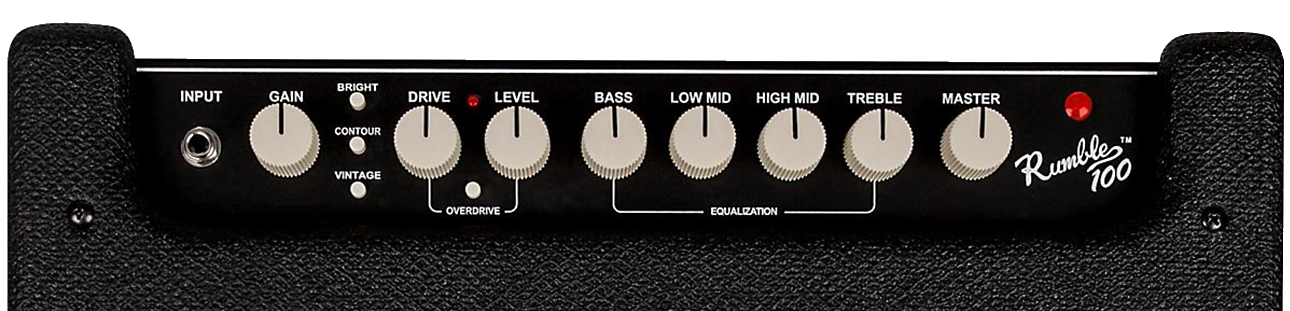 INPUT
GAIN
BRIGHT
CONTOUR
VINTAGE
DRIVE
LEVEL
OVERDRIVE
BASS
LOW MID
HIGH MID
TREBLE
EQUALIZATION
MASTER
Rumble™
100